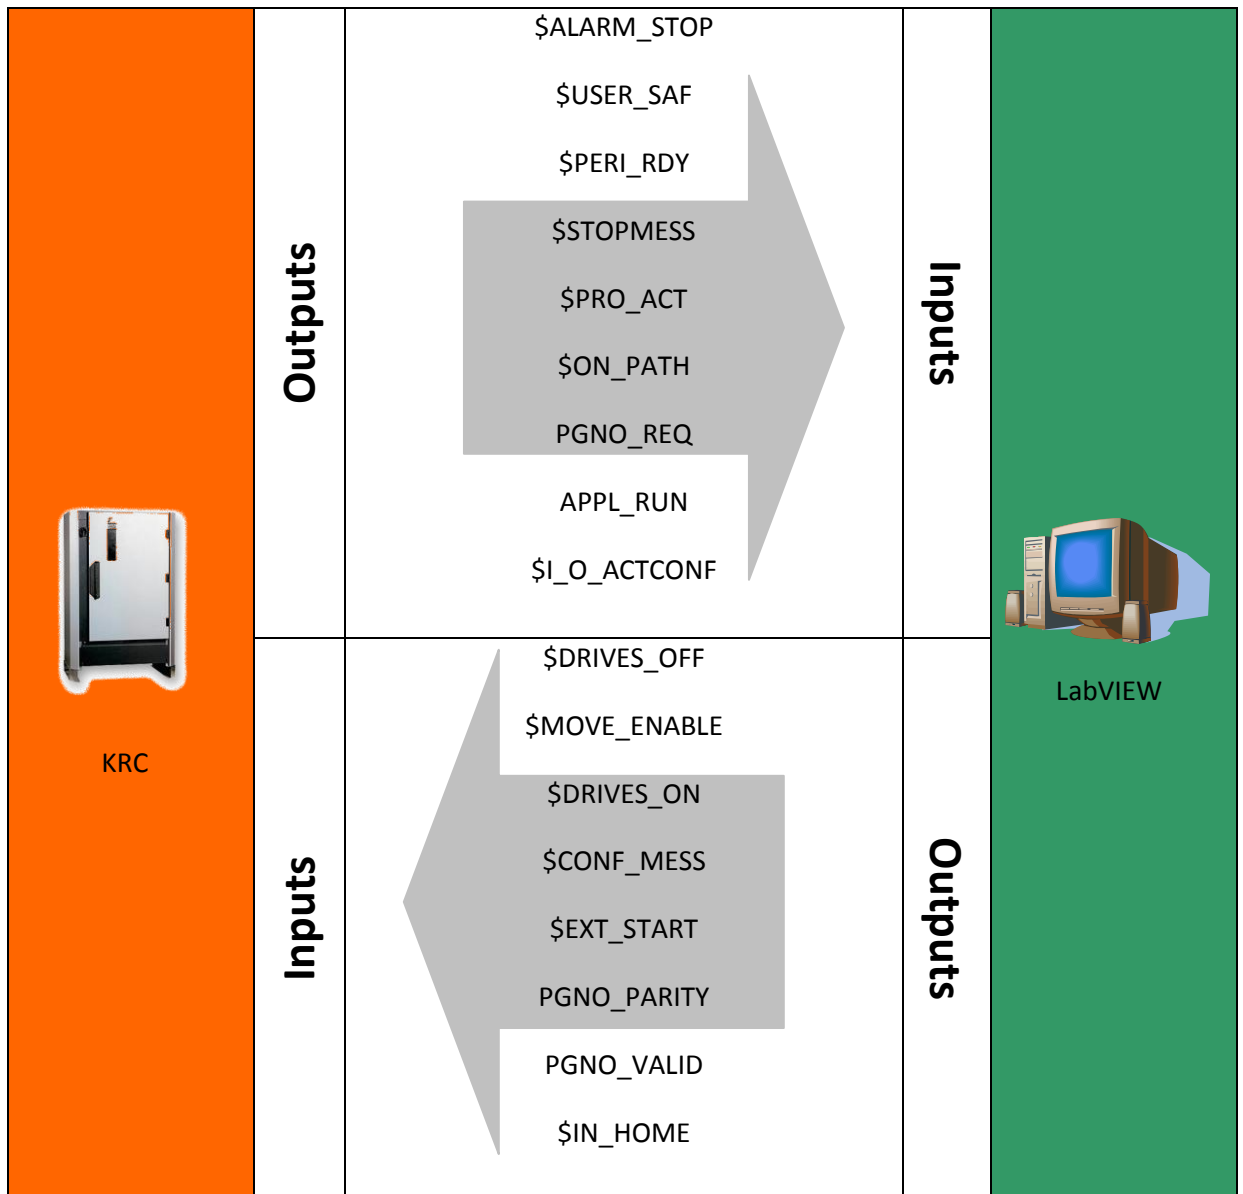 KRC
Outputs
$ALARM_STOP
$USER_SAF
$PERI_RDY
$STOPMESS
$PRO_ACT
$ON_PATH
PGNO_REQ
APPL_RUN
$I_O_ACTCONF
Inputs
LabVIEW
Inputs
$DRIVES_OFF
$MOVE_ENABLE
$DRIVES_ON
$CONF_MESS
$EXT_START
PGNO_PARITY
PGNO_VALID
$IN_HOME
Outputs